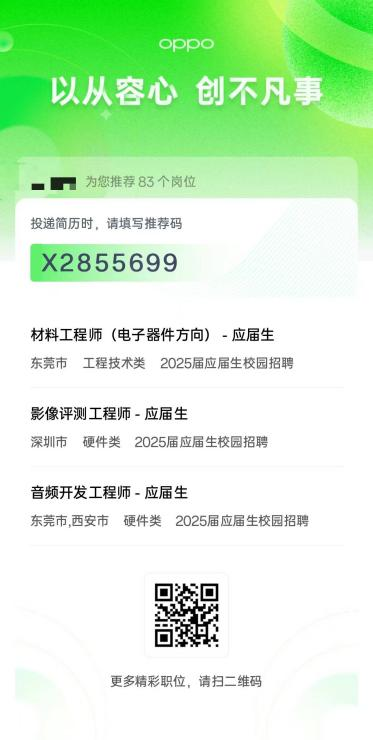 oppo
以从容心 创不凡事
为您推荐 83 个岗位
投递简历时，请填写推荐码
X2855699
材料工程师（电子器件方向） - 应届生
东莞市 工程技术类 2025届应届生校园招聘
影像评测工程师 - 应届生
深圳市 硬件类 2025届应届生校园招聘
音频开发工程师 - 应届生
东莞市,西安市 硬件类 2025届应届生校园招聘
更多精彩职位，请扫二维码